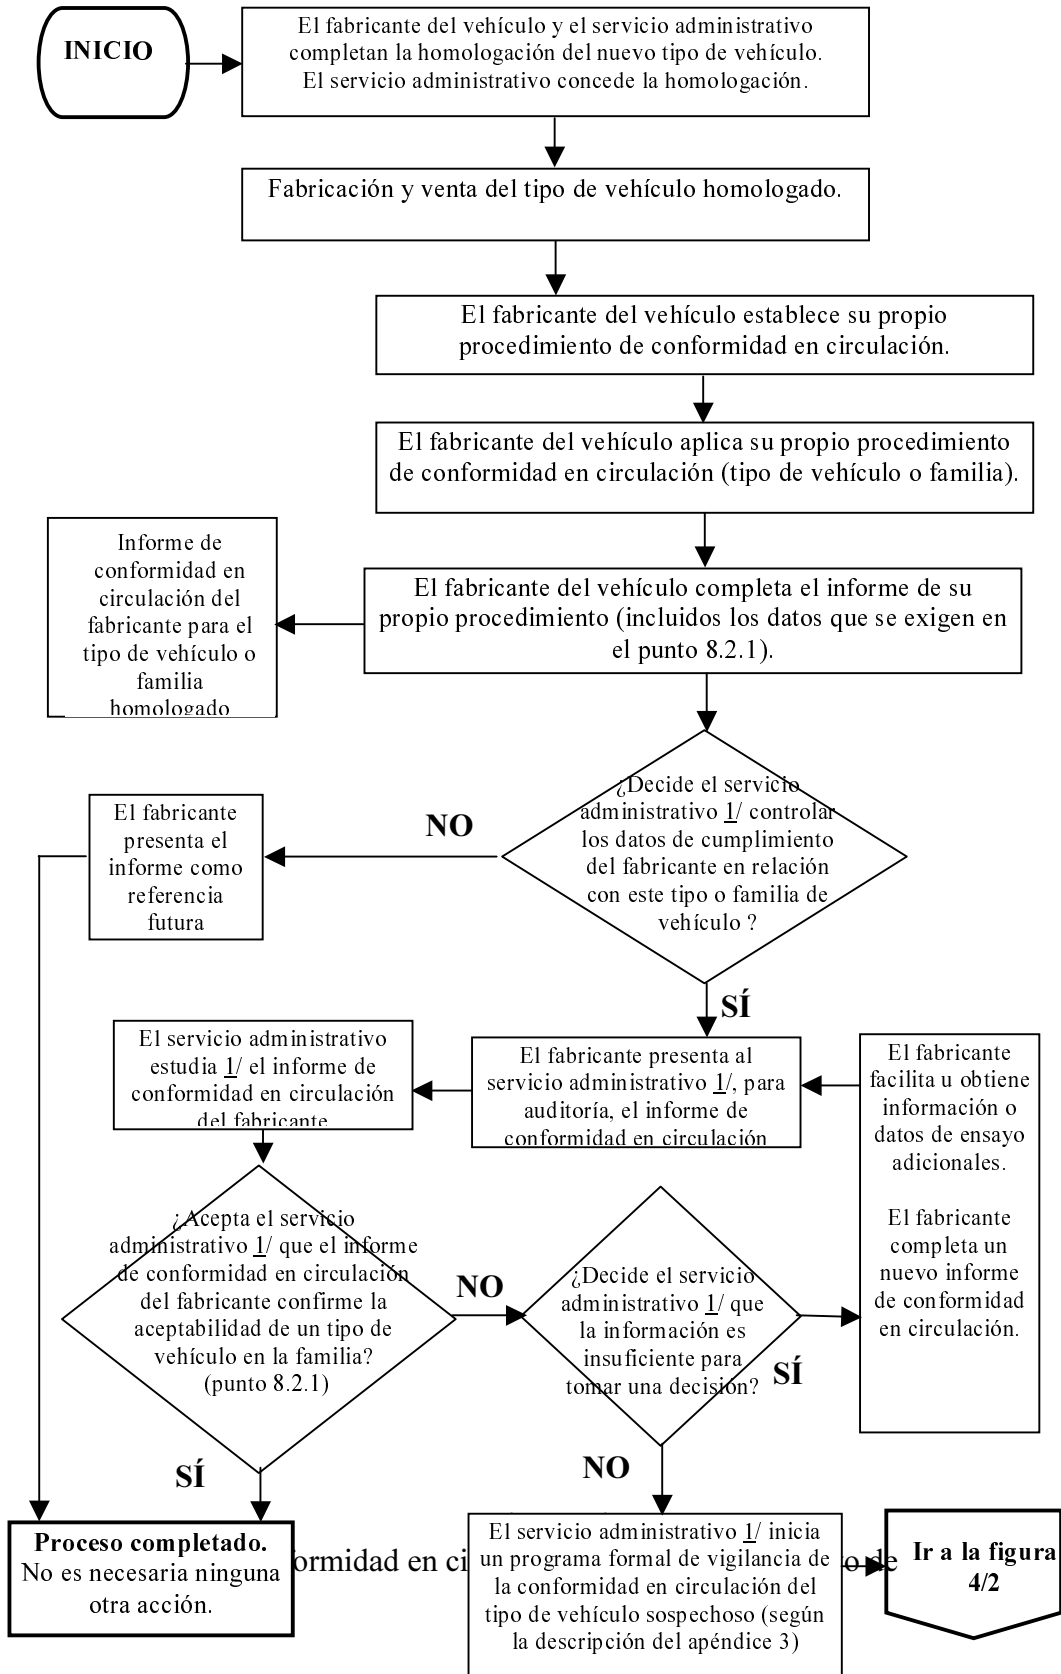 INICIO
El fabricante del vehículo y el servicio administrativo
completan la homologación del nuevo tipo de vehículo.
El servicio administrativo concede la homologación.
Fabricación y venta del tipo de vehículo homologado.
El fabricante del vehículo establece su propio
procedimiento de conformidad en circulación.
El fabricante del vehículo aplica su propio procedimiento
de conformidad en circulación (tipo de vehículo o familia).
Informe de
conformidad en
circulación del
fabricante para el
tipo de vehículo o
familia
homologado
El fabricante del vehículo completa el informe de su
propio procedimiento (incluidos los datos que se exigen en
el punto 8.2.1).
¿Decide el servicio
administrativo 1/ controlar
los datos de cumplimiento
del fabricante en relación
con este tipo o familia de
vehículo ?
NO
El fabricante
presenta el
informe como
referencia
futura
SÍ
El servicio administrativo
estudia 1/ el informe de
conformidad en circulación
del fabricante
El fabricante presenta al
servicio administrativo 1/, para
auditoría, el informe de
conformidad en circulación
El fabricante
facilita u obtiene
información o
datos de ensayo
adicionales.
El fabricante
completa un
nuevo informe
de conformidad
en circulación.
¿Acepta el servicio
administrativo 1/ que el informe
de conformidad en circulación
del fabricante confirme la
aceptabilidad de un tipo de
vehículo en la familia?
(punto 8.2.1)
NO
¿Decide el servicio
administrativo 1/ que
la información es
insuficiente para
tomar una decisión?
SÍ
SÍ
NO
Proceso completado.
No es necesaria ninguna
otra acción.
formidad en ci
El servicio administrativo 1/ inicia
un programa formal de vigilancia de
la conformidad en circulación del
tipo de vehículo sospechoso (según
la descripción del apéndice 3)
o de
Ir a la figura
4/2